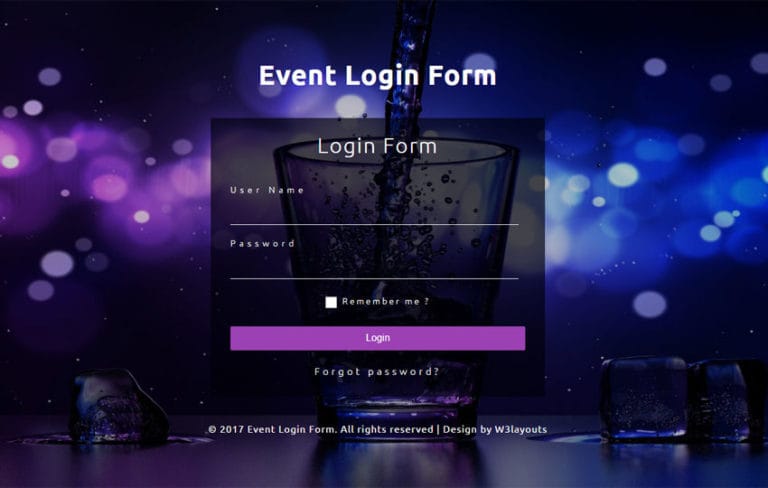 Event Login Form
Login Form
User Name
Password
Remember me ?
Login
Forgot password?
© 2017 Event Login Form. All rights reserved | Design by W3layouts